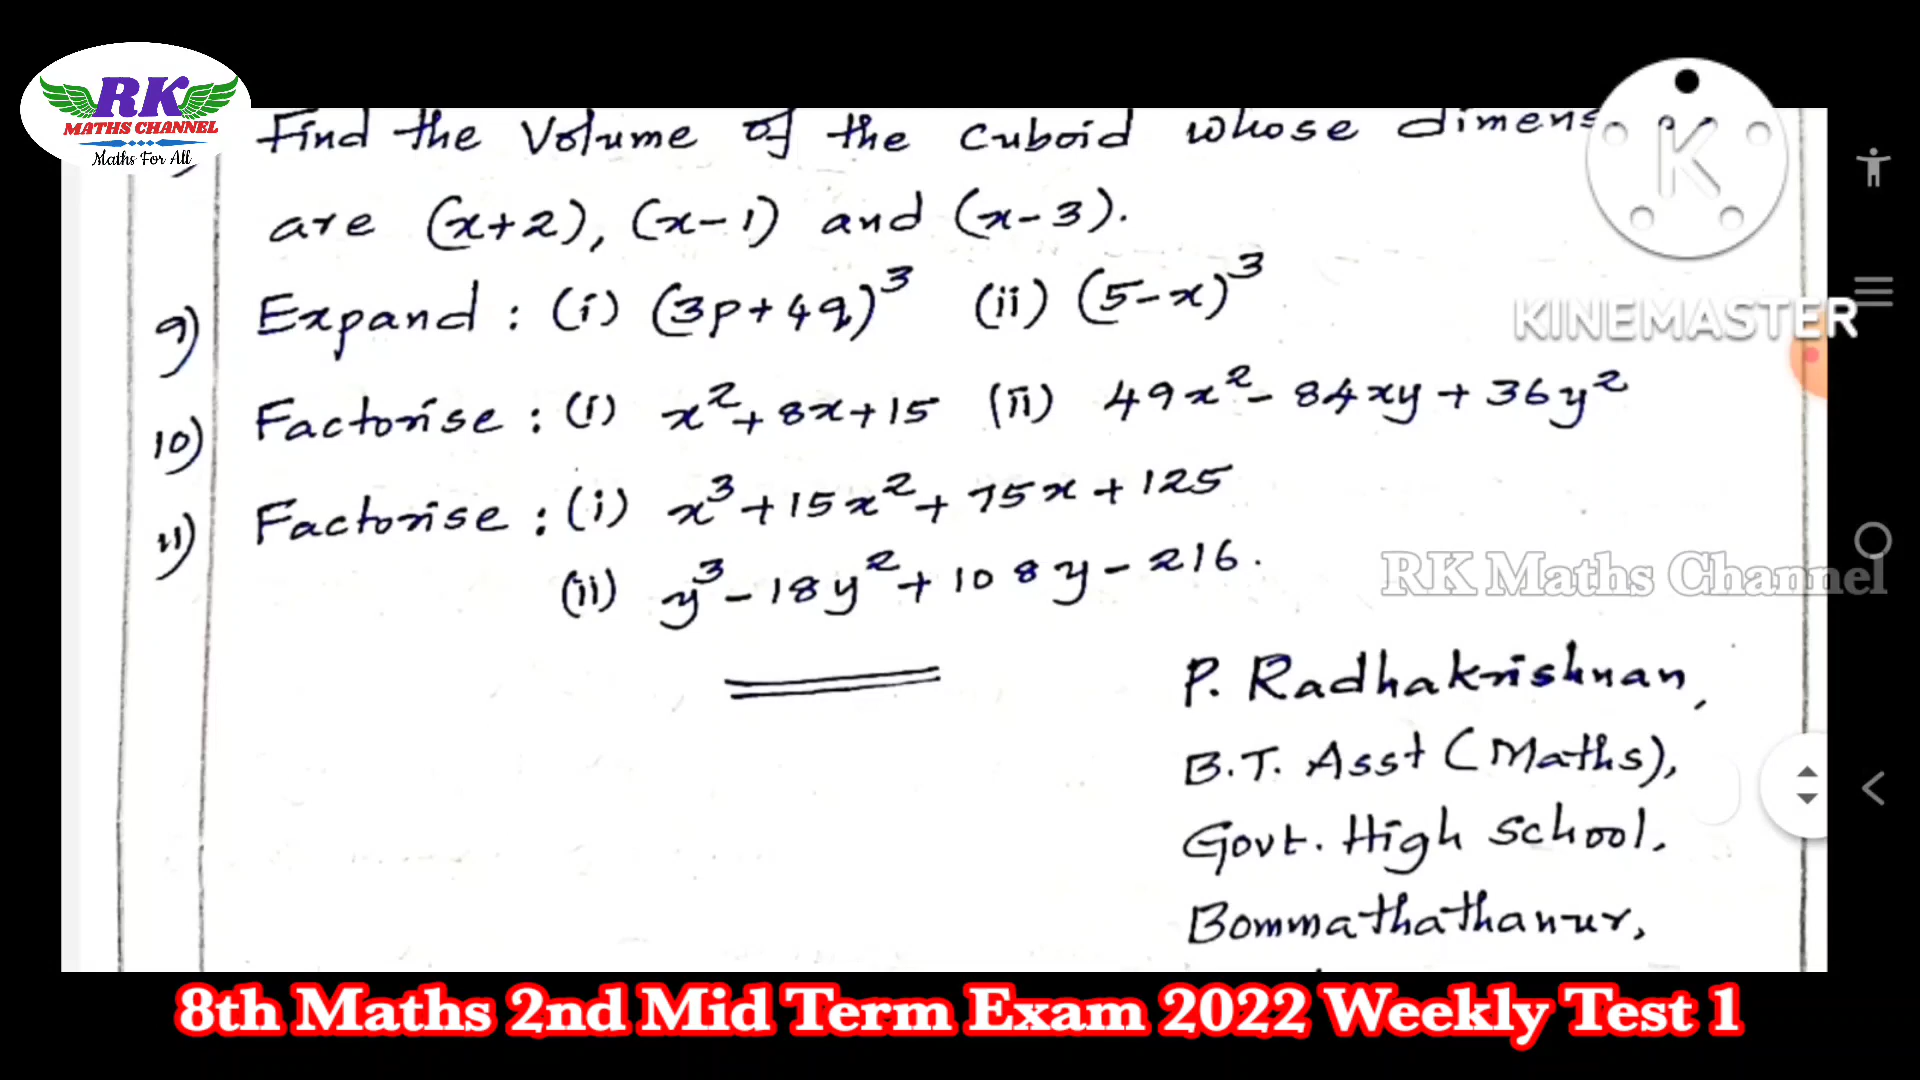 RK
MATHS CHANNEL
Maths For All
Find the Volume of the cuboid whose
are (x+2), (x-1) and (x-3).
9) Expand : (i) (3p+4q)³ (ii) (5-x)³
10) Factorise : (i) x²+8x+15 (ii) 49x²-84xy+36y²
11) Factorise : (i) x³+15x²+75x+125
(ii) y³-18y²+108y-216.
P. Radhakrishnan,
B.T. Asst (Maths),
Govt. High School,
Bommathathanur,
K
KINEMASTER
RK Maths Channel
8th Maths 2nd Mid Term Exam 2022 Weekly Test 1